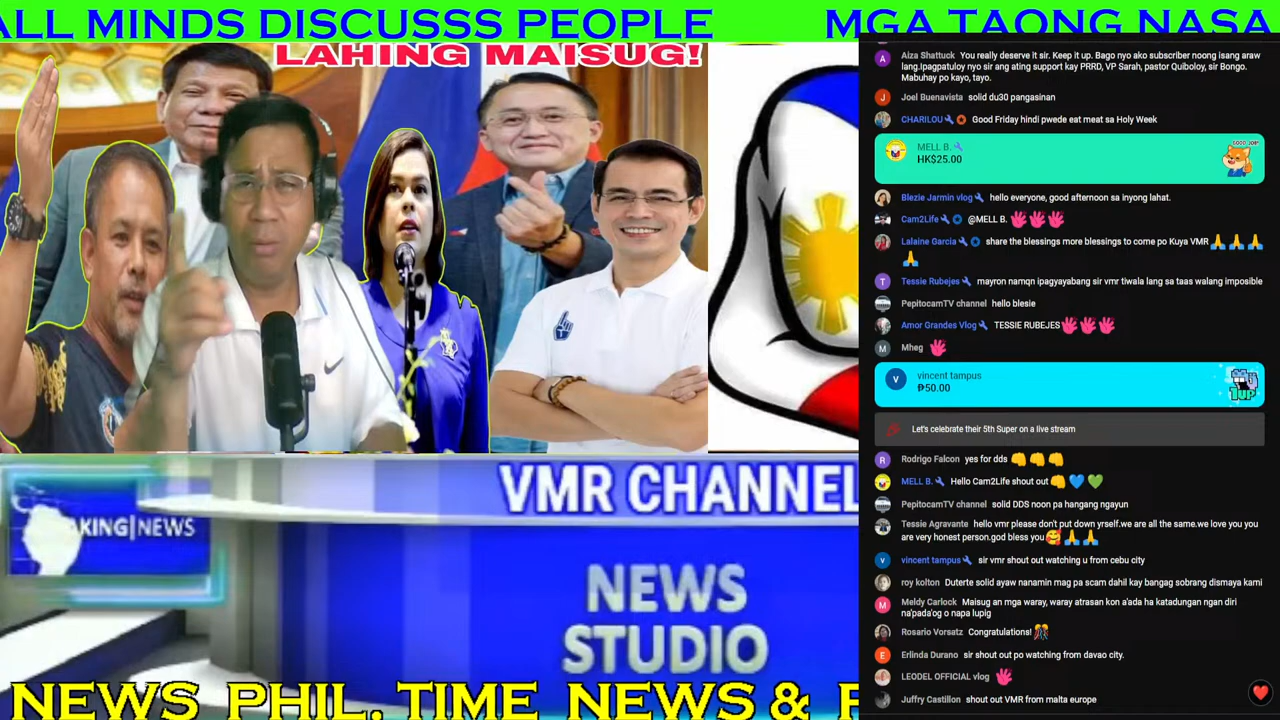 ALL MINDS DISCUSSS PEOPLE MGA TAONG NASA
LAHING MAISUG!
VMR CHANNEL
AKING|NEWS
NEWS
STUDIO
NEWS PHIL. TIME NEWS &
Aiza Shattuck You really deserve it sir. Keep it up. Bago nyo ako subscriber noong isang araw
lang.Ipagpatuloy nyo sir ang ating support kay PRRD, VP Sarah, pastor Quiboloy, sir Bongo.
Mabuhay po kayo, tayo.
Joel Buenavista solid du30 pangasinan
CHARILOU Good Friday hindi pwede eat meat sa Holy Week
MELL B.
HK$25.00
GOOD JOB!
Blezie Jarmin vlog hello everyone, good afternoon sa inyong lahat.
Cam2Life @MELL B.
Lalaine Garcia share the blessings more blessings to come po Kuya VMR 🙏🙏🙏
🙏
Tessie Rubejes mayron namqn ipagyayabang sir vmr tiwala lang sa taas walang imposible
PepitocamTV channel hello blesie
Amor Grandes Vlog TESSIE RUBEJES
M Mheg
V vincent tampus
₱50.00
1UP
Let's celebrate their 5th Super on a live stream
Rodrigo Falcon yes for dds 👊👊👊
MELL B. Hello Cam2Life shout out 👊💙💚
PepitocamTV channel solid DDS noon pa hangang ngayun
Tessie Agravante hello vmr please don't put down yrself.we are all the same.we love you you
are very honest person.god bless you🥰🙏🙏
vincent tampus sir vmr shout out watching u from cebu city
roy kolton Duterte solid ayaw nanamin mag pa scam dahil kay bangag sobrang dismaya kami
Meldy Carlock Maisug an mga waray, waray atrasan kon a'ada ha katadungan ngan diri
na'pada'og o napa lupig
Rosario Vorsatz Congratulations! 🎊
Erlinda Durano sir shout out po watching from davao city.
LEODEL OFFICIAL vlog
Juffry Castillon shout out VMR from malta europe